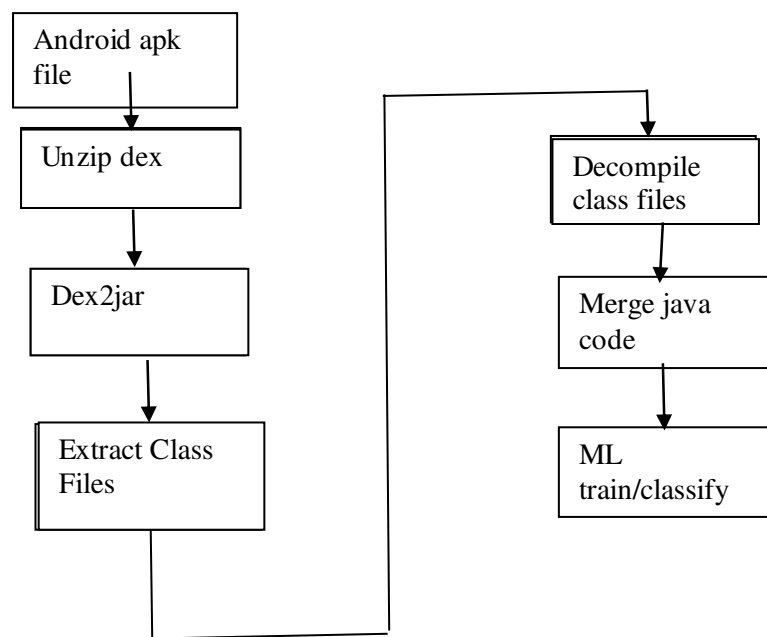 Android apk
file
Unzip dex
Dex2jar
Extract Class
Files
Decompile
class files
Merge java
code
ML
train/classify